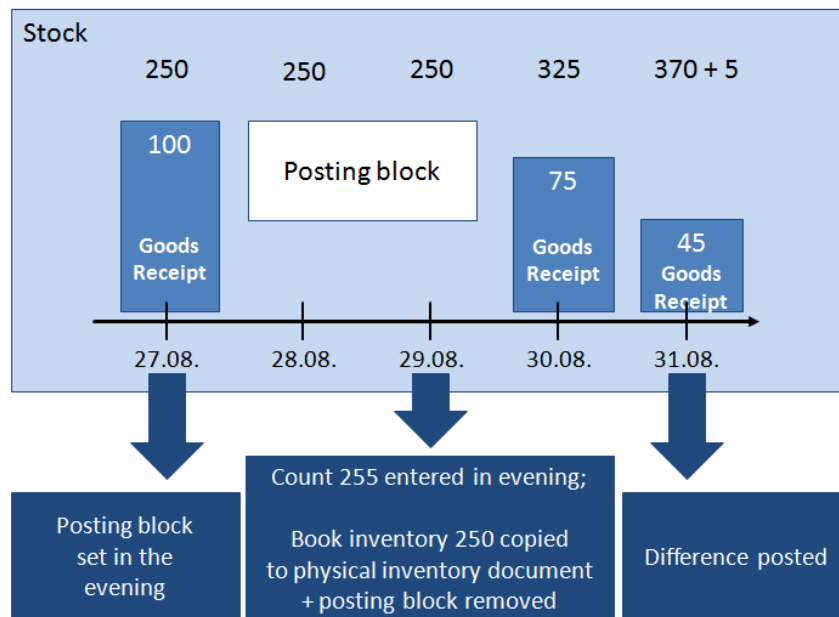 Stock
250 250 250 325 370 + 5
100
Goods
Receipt
Posting block
75
Goods
Receipt
45
Goods
Receipt
27.08. 28.08. 29.08. 30.08. 31.08.
Posting block
set in the
evening
Count 255 entered in evening;
Book inventory 250 copied
to physical inventory document
+ posting block removed
Difference posted